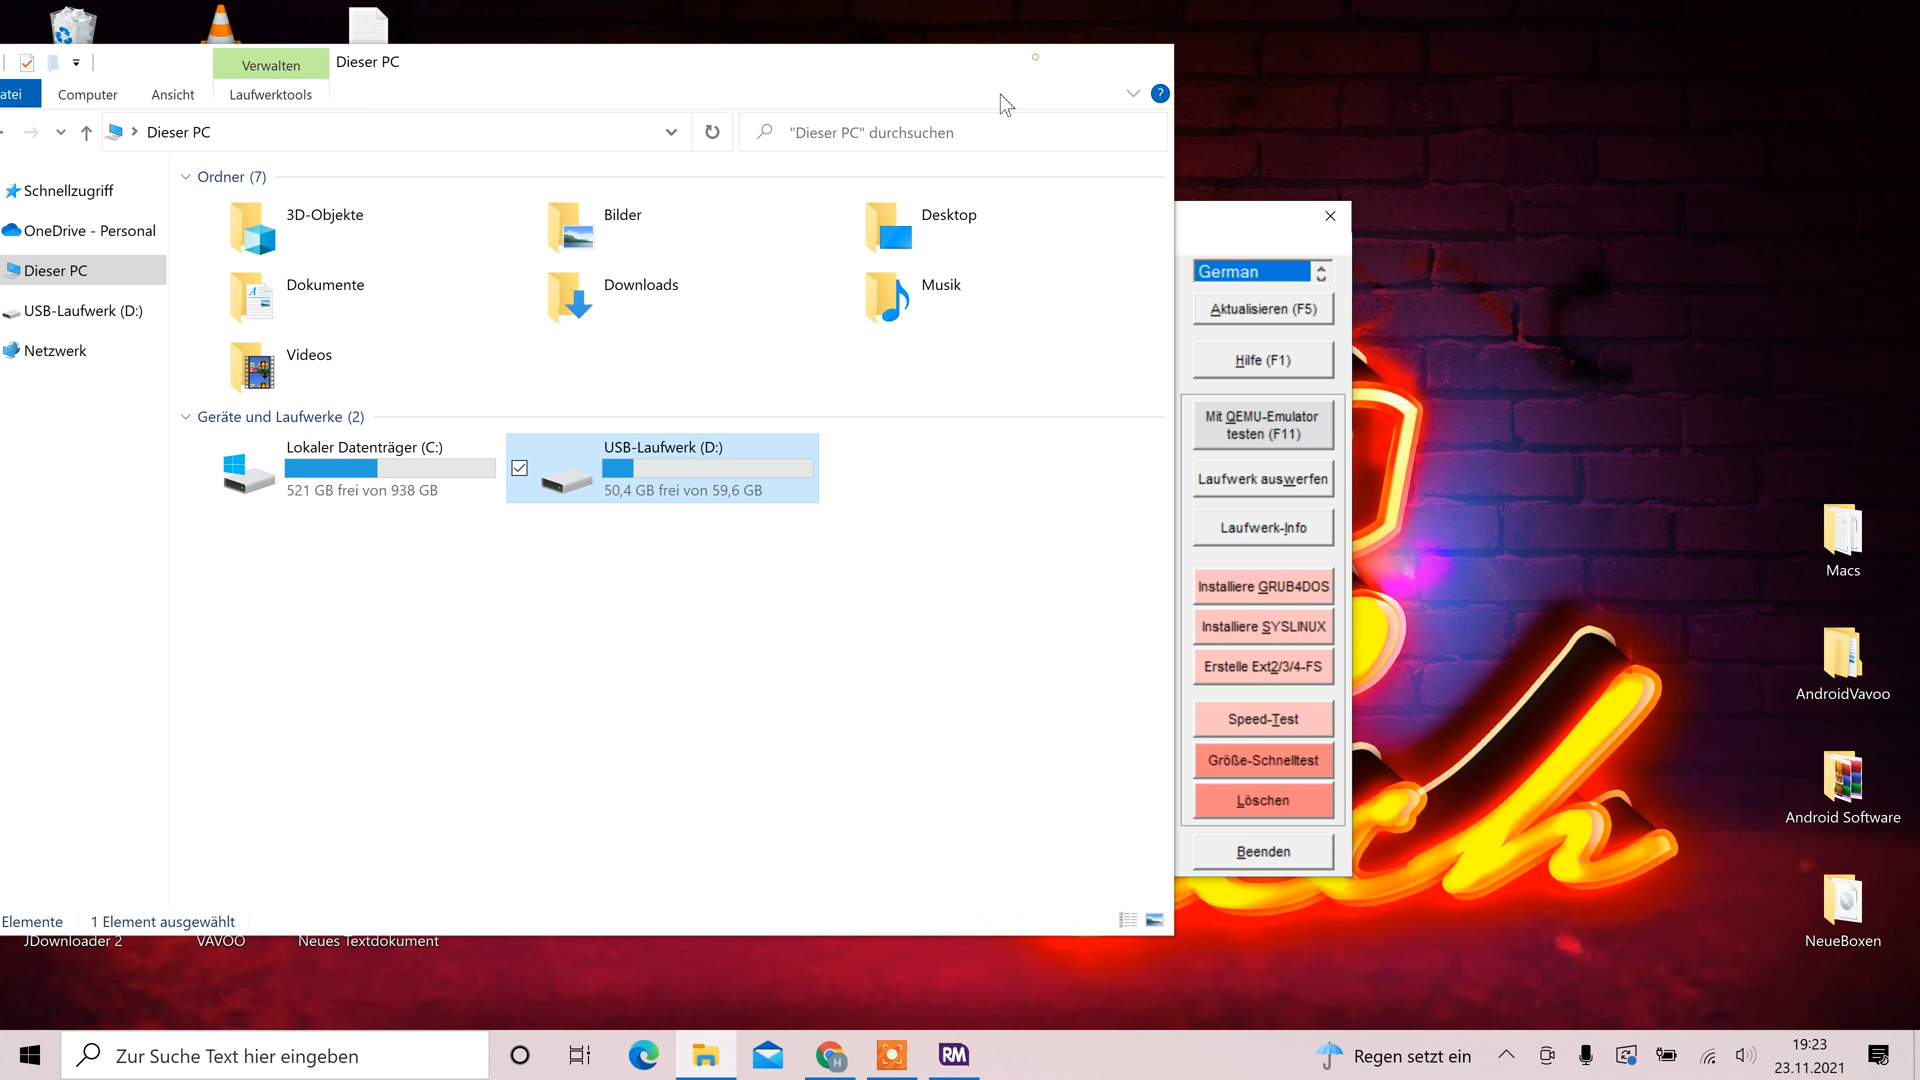 Verwalten
Dieser PC
atei
Computer
Ansicht
Laufwerktools
?
Dieser PC
"Dieser PC" durchsuchen
Schnellzugriff
OneDrive - Personal
Dieser PC
USB-Laufwerk (D:)
Netzwerk
Ordner (7)
3D-Objekte
Bilder
Desktop
Dokumente
Downloads
Musik
Videos
Geräte und Laufwerke (2)
Lokaler Datenträger (C:)
521 GB frei von 938 GB
USB-Laufwerk (D:)
50,4 GB frei von 59,6 GB
Elemente
1 Element ausgewählt
German
Aktualisieren (F5)
Hilfe (F1)
Mit QEMU-Emulator
testen (F11)
Laufwerk auswerfen
Laufwerk-Info
Installiere GRUB4DOS
Installiere SYSLINUX
Erstelle Ext2/3/4-FS
Speed-Test
Größe-Schnelltest
Löschen
Beenden
Macs
AndroidVavoo
Android Software
NeueBoxen
JDownloader 2
VAVOO
Neues Textdokument
Zur Suche Text hier eingeben
H
RM
Regen setzt ein
19:23
23.11.2021